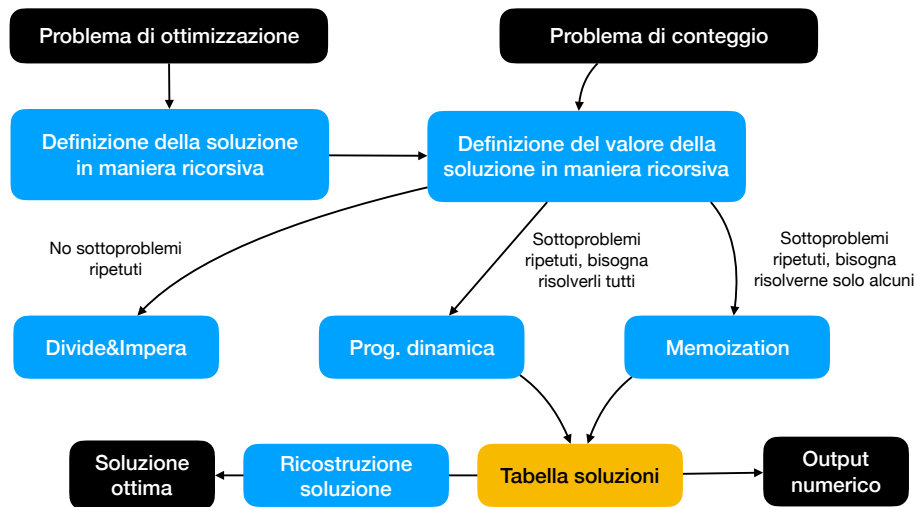 Problema di ottimizzazione
Problema di conteggio
Definizione della soluzione
in maniera ricorsiva
Definizione del valore della
soluzione in maniera ricorsiva
No sottoproblemi
ripetuti
Sottoproblemi
ripetuti, bisogna
risolverli tutti
Sottoproblemi
ripetuti, bisogna
risolverne solo alcuni
Divide&Impera
Prog. dinamica
Memoization
Soluzione
ottima
Ricostruzione
soluzione
Tabella soluzioni
Output
numerico